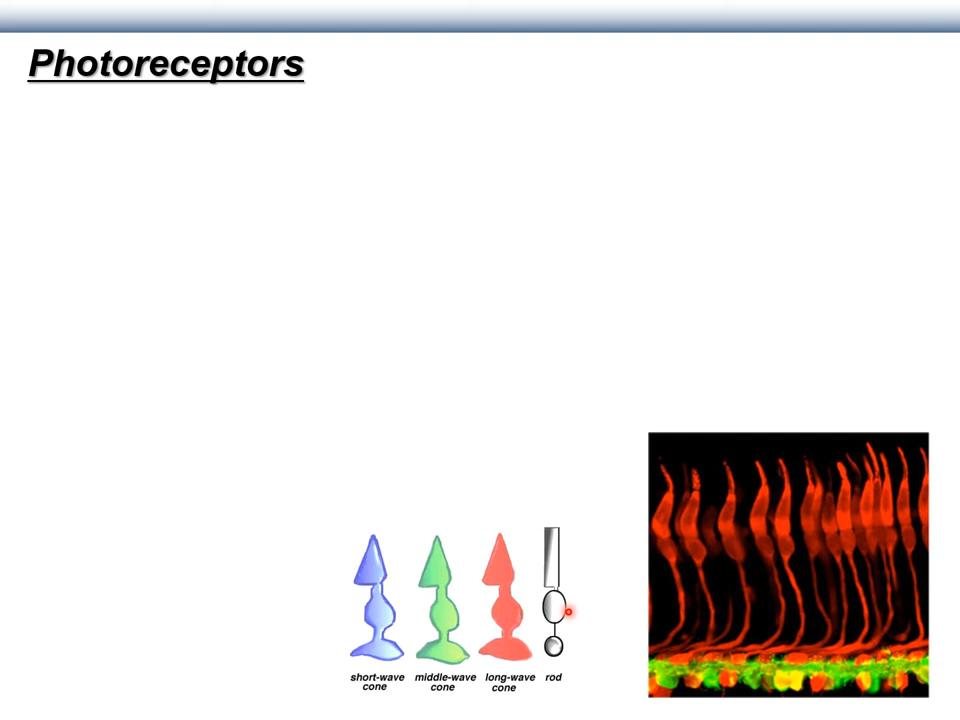 Photoreceptors
short-wave cone
middle-wave cone
long-wave cone
rod